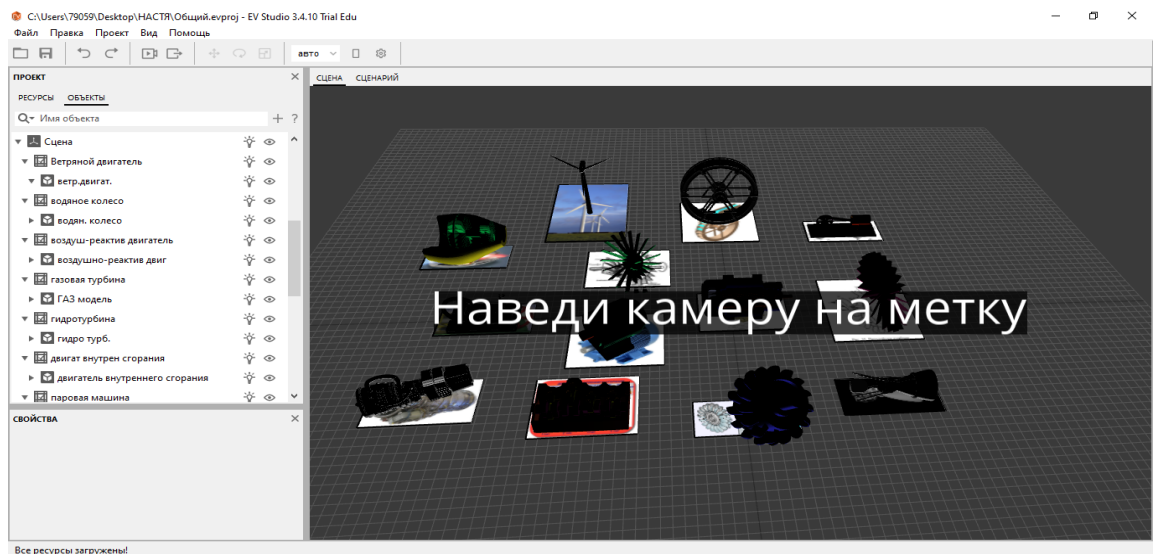 C:\Users\79059\Desktop\НАСТЯ\Общий.evproj - EV Studio 3.4.10 Trial Edu
Файл Правка Проект Вид Помощь
авто
ПРОЕКТ
СЦЕНА СЦЕНАРИЙ
РЕСУРСЫ ОБЪЕКТЫ
Имя объекта
Сцена
Ветряной двигатель
ветр.двигат.
водяное колесо
водян. колесо
воздуш-реактив двигатель
воздушно-реактив двиг
газовая турбина
ГАЗ модель
гидротурбина
гидро турб.
двигат внутрен сгорания
двигатель внутреннего сгорания
паровая машина
Наведи камеру на метку
СВОЙСТВА
Все ресурсы загружены!